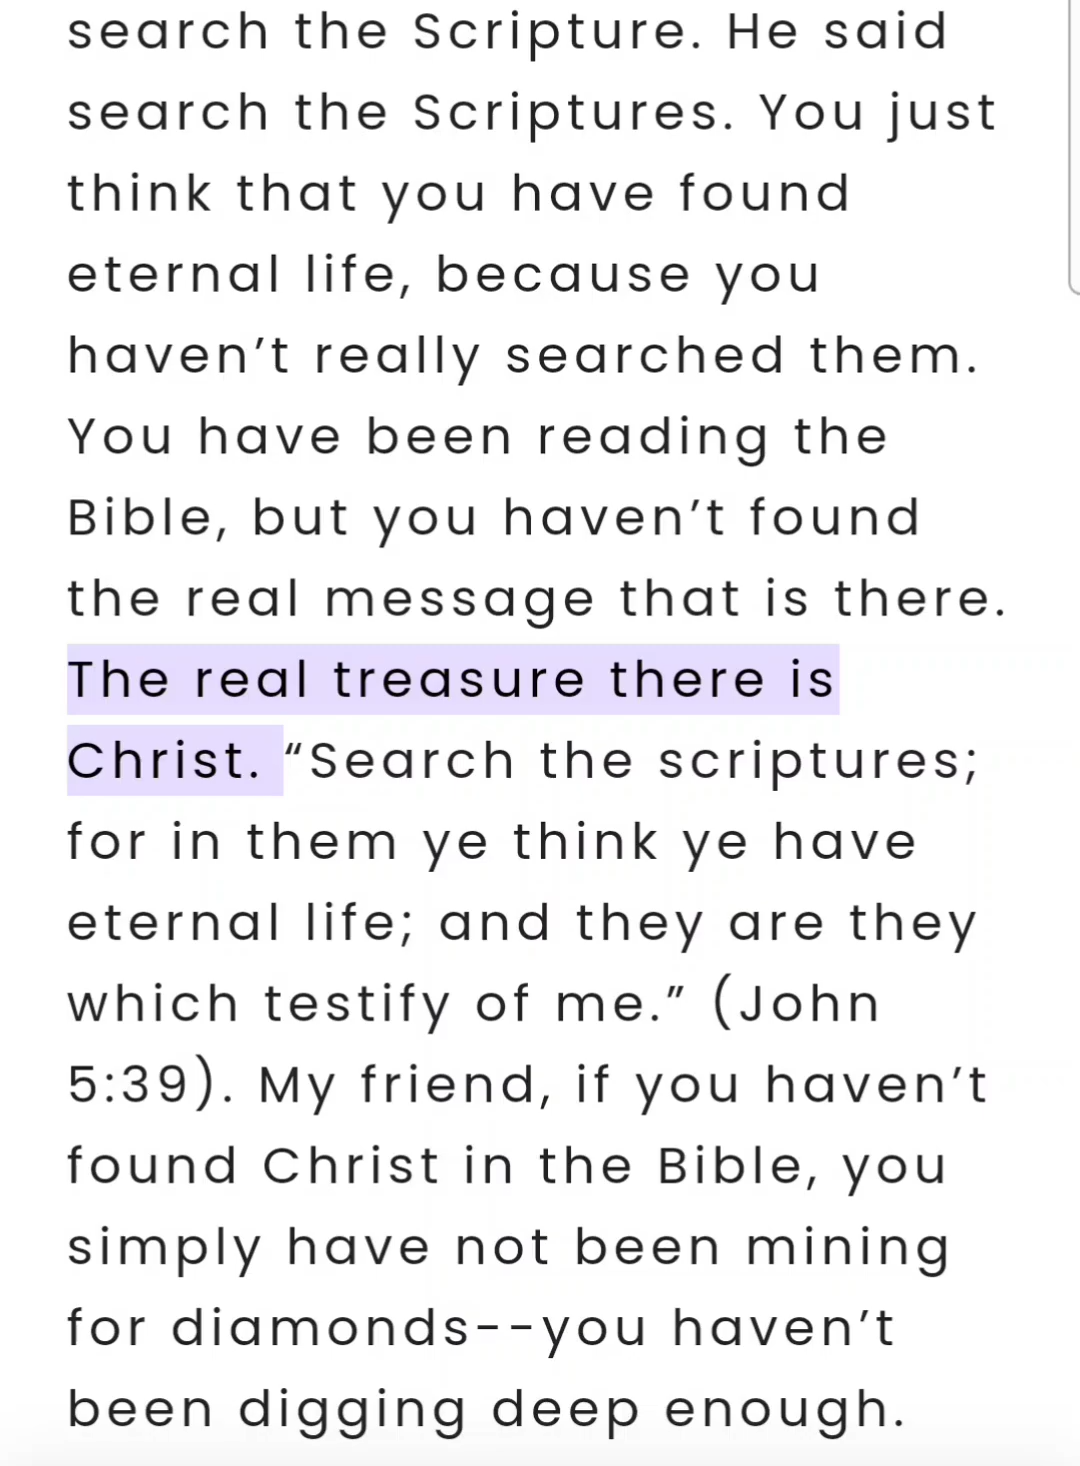 search the Scripture. He said
search the Scriptures. You just
think that you have found
eternal life, because you
haven’t really searched them.
You have been reading the
Bible, but you haven’t found
the real message that is there.
The real treasure there is
Christ. “Search the scriptures;
for in them ye think ye have
eternal life; and they are they
which testify of me.” (John
5:39). My friend, if you haven’t
found Christ in the Bible, you
simply have not been mining
for diamonds--you haven’t
been digging deep enough.